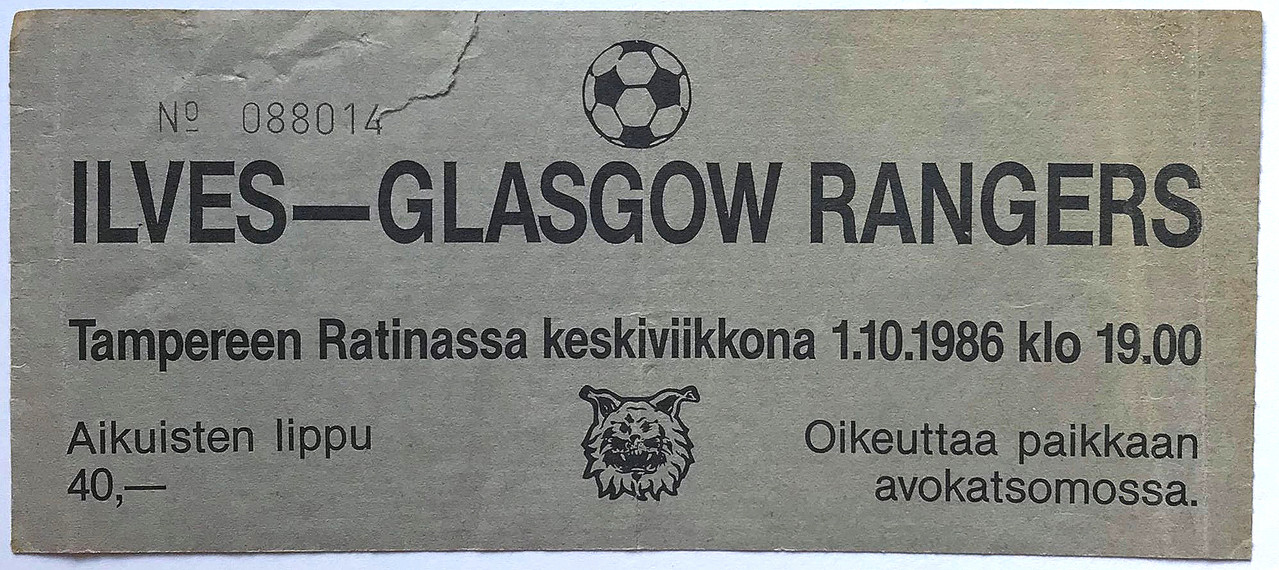 Nº 088014
ILVES—GLASGOW RANGERS
Tampereen Ratinassa keskiviikkona 1.10.1986 klo 19.00
Aikuisten lippu
40,—
Oikeuttaa paikkaan
avokatsomossa.